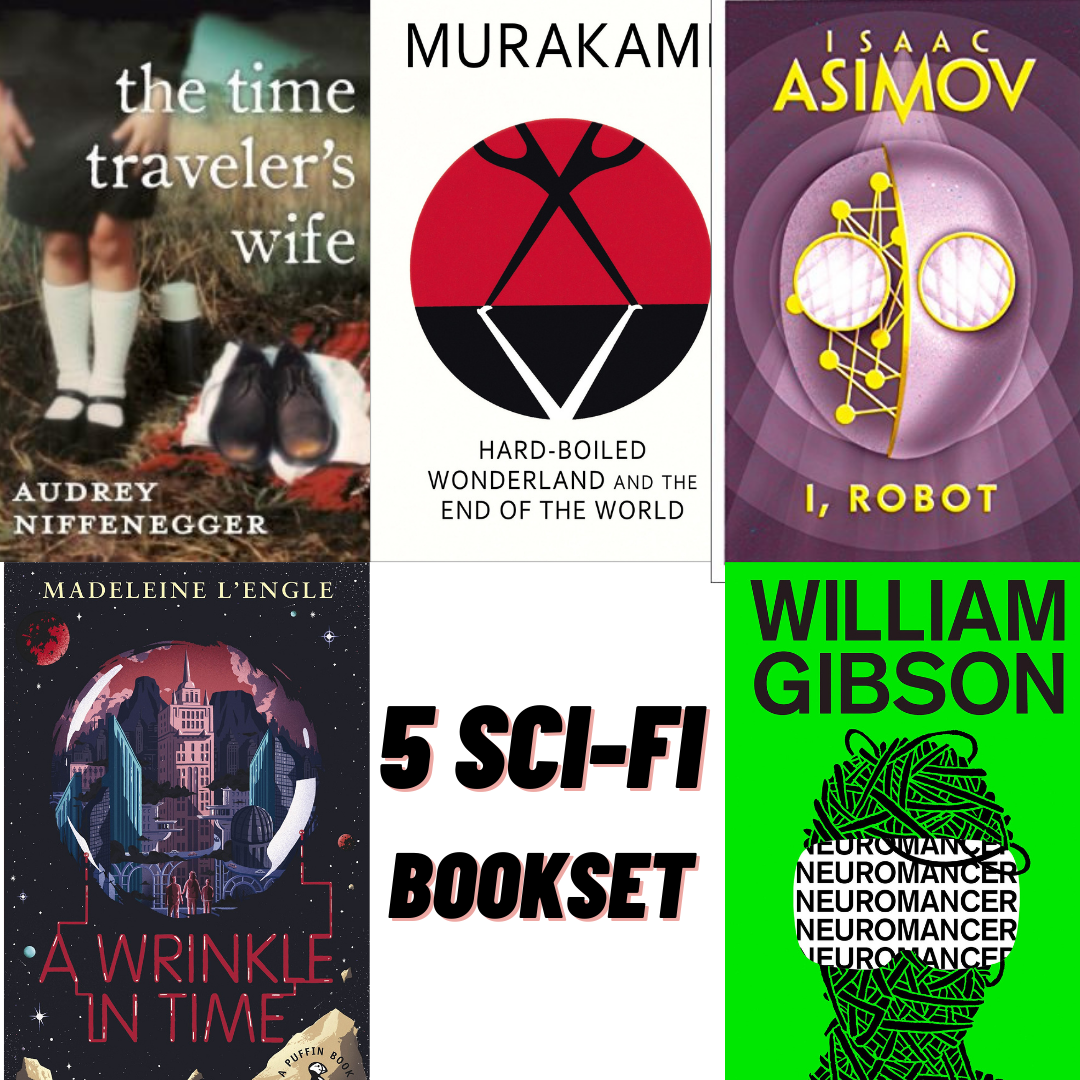 the time
traveler's
wife
AUDREY
NIFFENEGGER
MURAKAMI
HARD-BOILED
WONDERLAND AND THE
END OF THE WORLD
ISAAC
ASIMOV
I, ROBOT
MADELEINE L'ENGLE
A WRINKLE
IN TIME
A PUFFIN BOOK
5 SCI-FI
BOOKSET
WILLIAM
GIBSON
NEUROMANCER
NEUROMANCER
NEUROMANCER
NEUROMANCER
NEUROMANCER